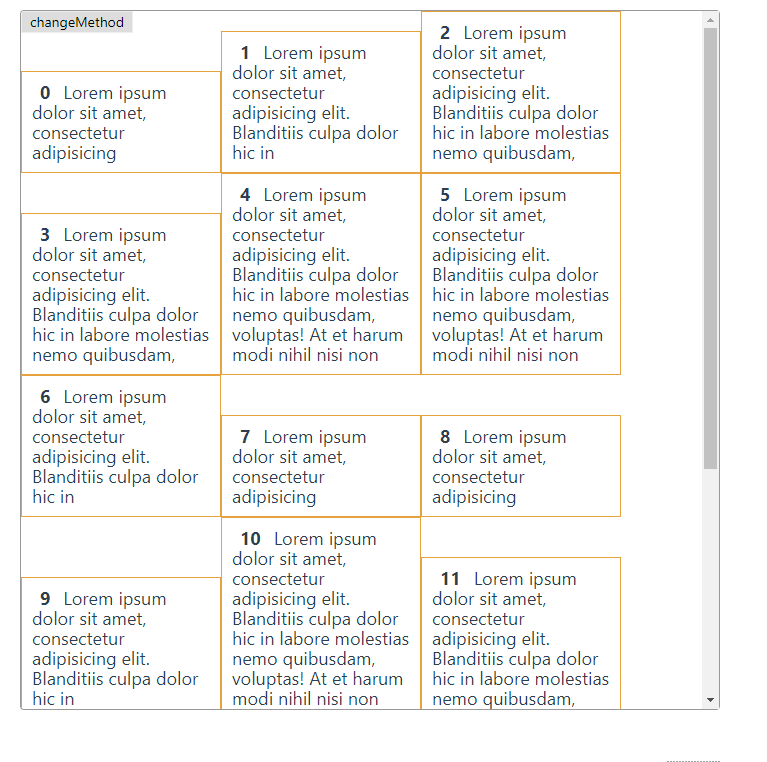 changeMethod
0 Lorem ipsum
dolor sit amet,
consectetur
adipisicing
1 Lorem ipsum
dolor sit amet,
consectetur
adipisicing elit.
Blanditiis culpa dolor
hic in
2 Lorem ipsum
dolor sit amet,
consectetur
adipisicing elit.
Blanditiis culpa dolor
hic in labore molestias
nemo quibusdam,
3 Lorem ipsum
dolor sit amet,
consectetur
adipisicing elit.
Blanditiis culpa dolor
hic in labore molestias
nemo quibusdam,
4 Lorem ipsum
dolor sit amet,
consectetur
adipisicing elit.
Blanditiis culpa dolor
hic in labore molestias
nemo quibusdam,
voluptas! At et harum
modi nihil nisi non
5 Lorem ipsum
dolor sit amet,
consectetur
adipisicing elit.
Blanditiis culpa dolor
hic in labore molestias
nemo quibusdam,
voluptas! At et harum
modi nihil nisi non
6 Lorem ipsum
dolor sit amet,
consectetur
adipisicing elit.
Blanditiis culpa dolor
hic in
7 Lorem ipsum
dolor sit amet,
consectetur
adipisicing
8 Lorem ipsum
dolor sit amet,
consectetur
adipisicing
9 Lorem ipsum
dolor sit amet,
consectetur
adipisicing elit.
Blanditiis culpa dolor
hic in
10 Lorem ipsum
dolor sit amet,
consectetur
adipisicing elit.
Blanditiis culpa dolor
hic in labore molestias
nemo quibusdam,
voluptas! At et harum
modi nihil nisi non
11 Lorem ipsum
dolor sit amet,
consectetur
adipisicing elit.
Blanditiis culpa dolor
hic in labore molestias
nemo quibusdam,